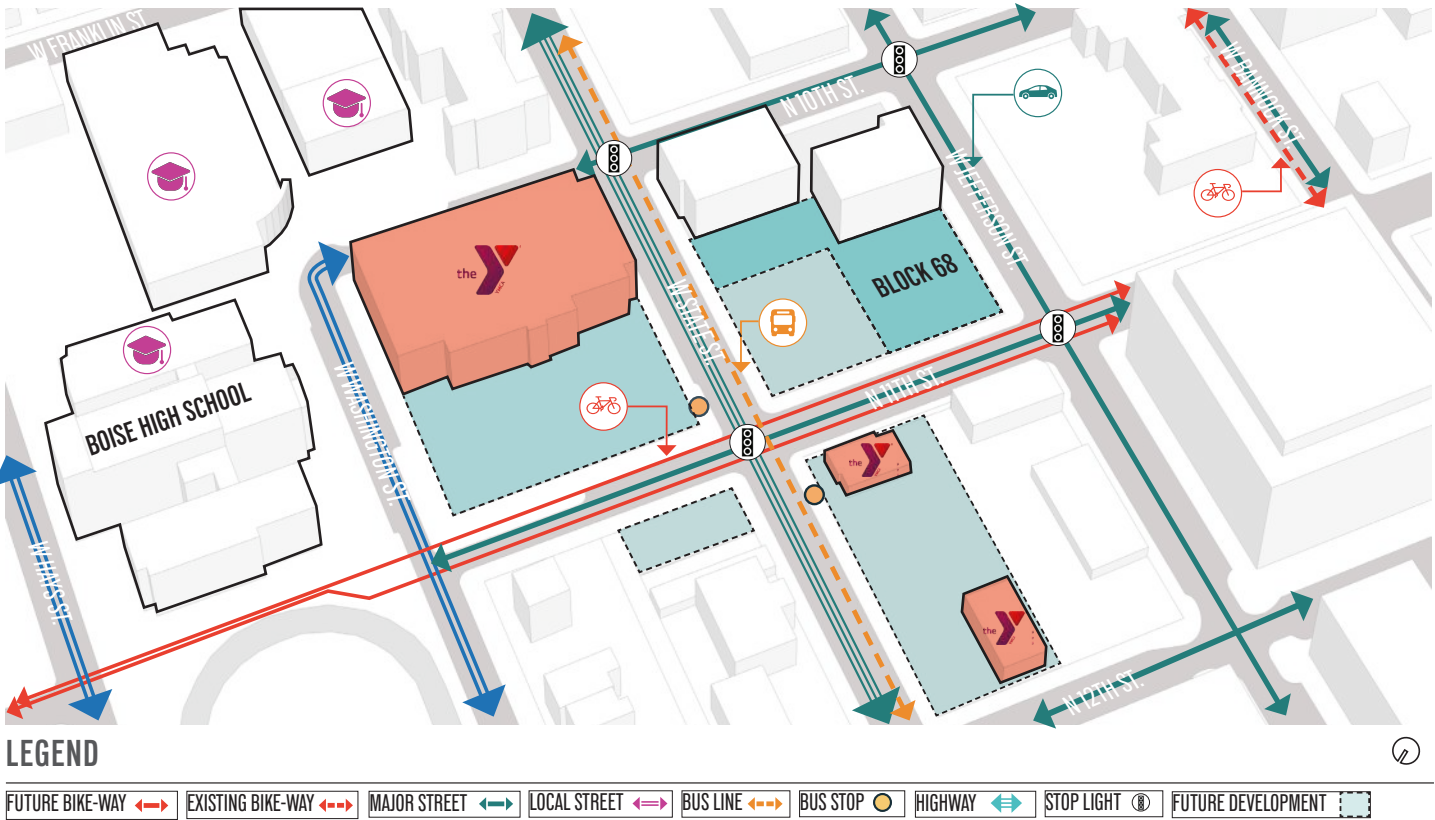 W FRANKLIN ST.
N 10TH ST.
W BANNOCK ST.
W JEFFERSON ST.
the
YMCA
BLOCK 68
W STATE ST.
W WASHINGTON ST.
BOISE HIGH SCHOOL
N 11TH ST.
the
W HAYS ST.
the
N 12TH ST.
LEGEND
FUTURE BIKE-WAY
EXISTING BIKE-WAY
MAJOR STREET
LOCAL STREET
BUS LINE
BUS STOP
HIGHWAY
STOP LIGHT
FUTURE DEVELOPMENT